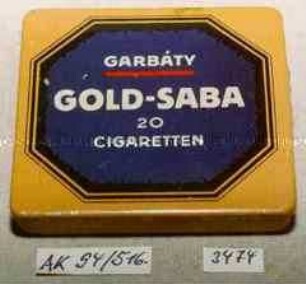 GARBÁTY
GOLD-SABA
20
CIGARETTEN
AK 94/516.
3474